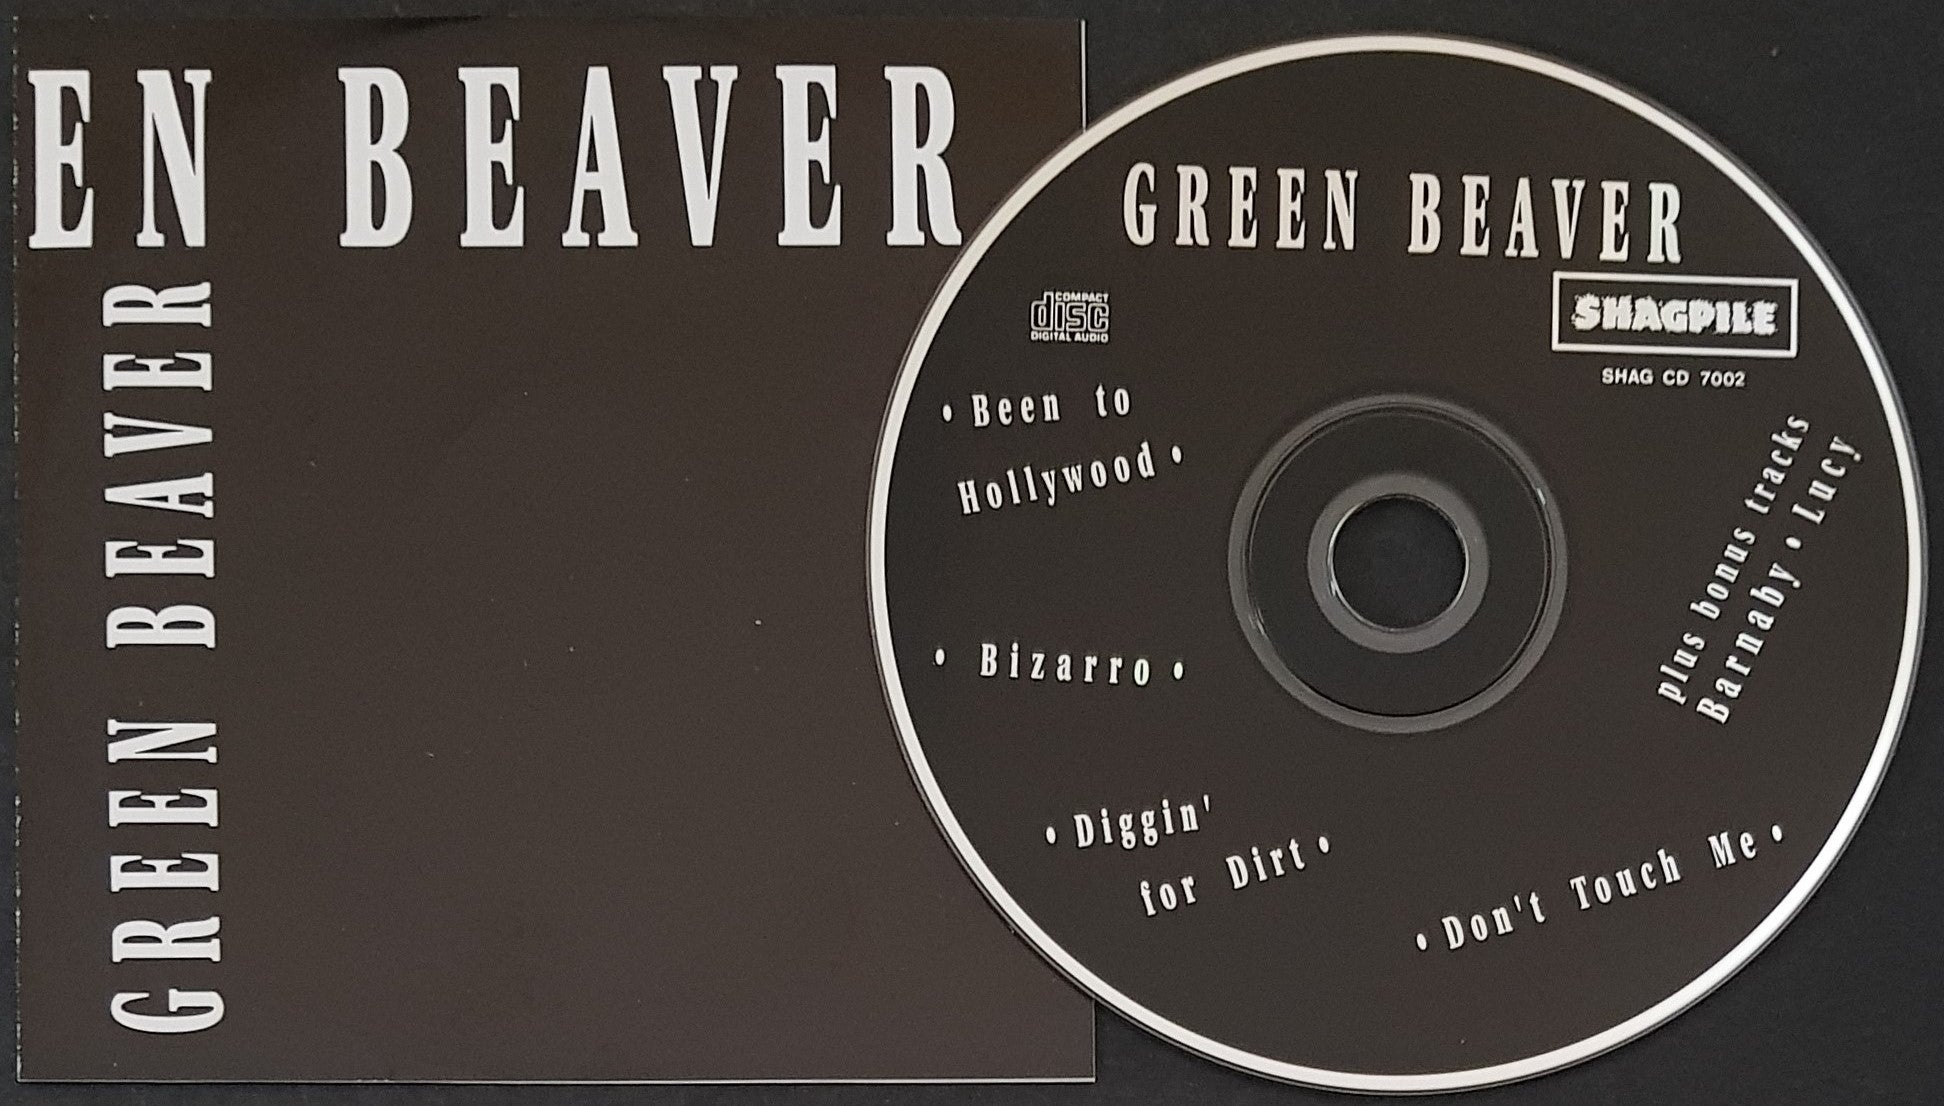 EN BEAVER
GREEN BEAVER
GREEN BEAVER
COMPACT
disc
DIGITAL AUDIO
SHAGPILE
SHAG CD 7002
• Been to
Hollywood •
• Bizarro •
• Diggin'
for Dirt •
• Don't Touch Me •
plus bonus tracks
Barnaby • Lucy